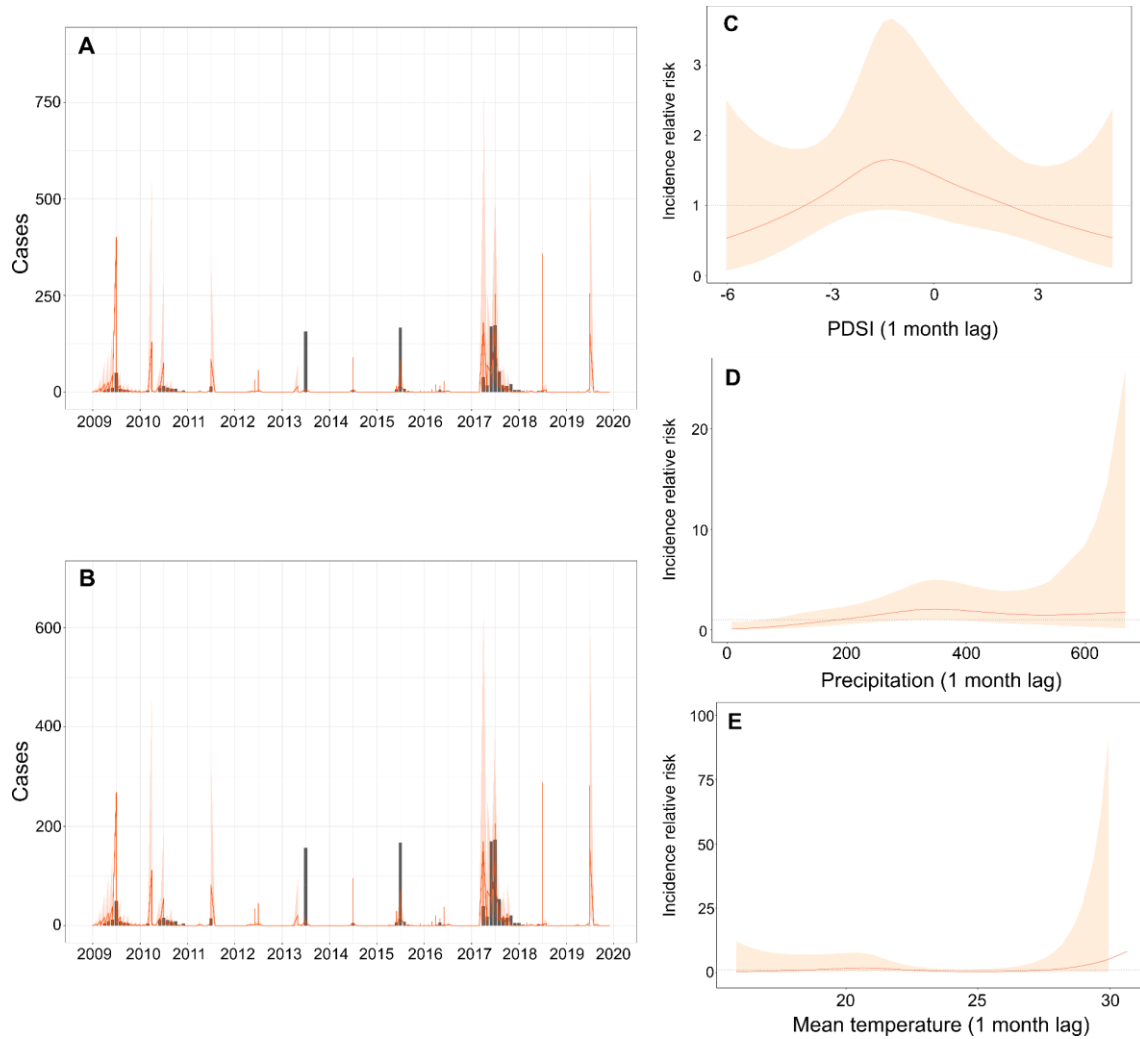 A
Cases
750
500
250
0
2009 2010 2011 2012 2013 2014 2015 2016 2017 2018 2019 2020
B
Cases
600
400
200
0
2009 2010 2011 2012 2013 2014 2015 2016 2017 2018 2019 2020
C
Incidence relative risk
3
2
1
0
-6 -3 0 3
PDSI (1 month lag)
D
Incidence relative risk
20
10
0
0 200 400 600
Precipitation (1 month lag)
E
Incidence relative risk
100
75
50
25
0
20 25 30
Mean temperature (1 month lag)